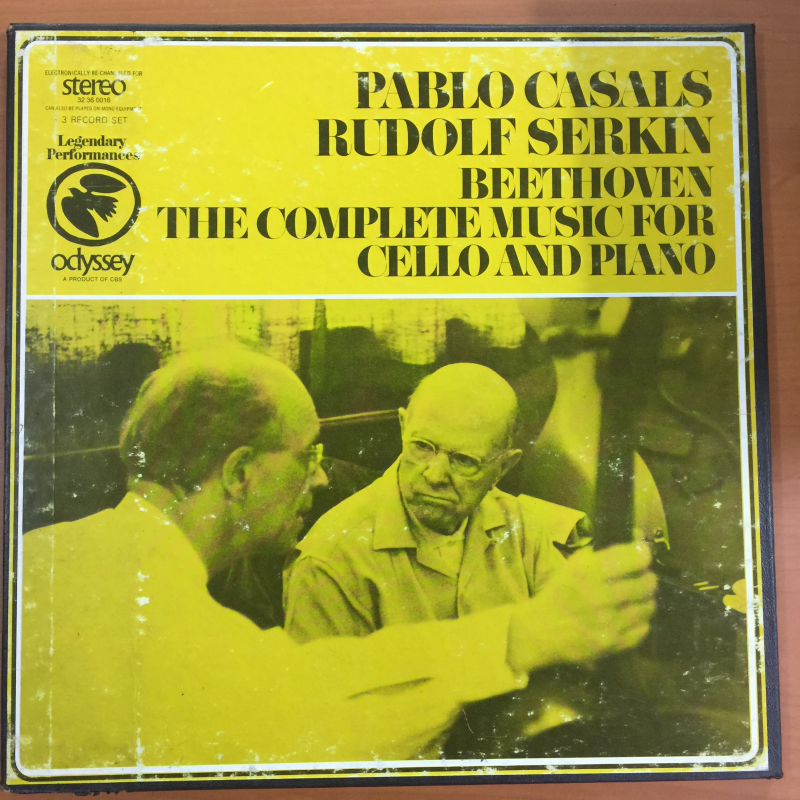 ELECTRONICALLY RE-CHANNELED FOR
stereo
32 36 0016
CAN ALSO BE PLAYED ON MONO EQUIPMENT
3 RECORD SET
Legendary
Performances
odyssey
A PRODUCT OF CBS
PABLO CASALS
RUDOLF SERKIN
BEETHOVEN
THE COMPLETE MUSIC FOR
CELLO AND PIANO